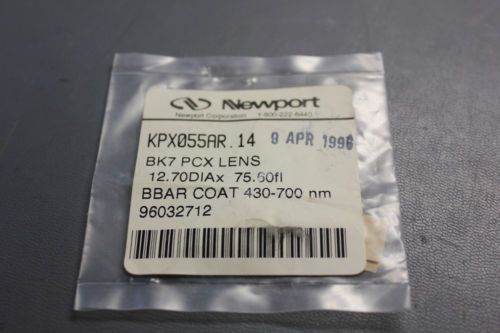 Newport
Newport Corporation 1-800-222-6440
KPX055AR.14 9 APR 1996
BK7 PCX LENS
12.70DIAx 75.60fl
BBAR COAT 430-700 nm
96032712